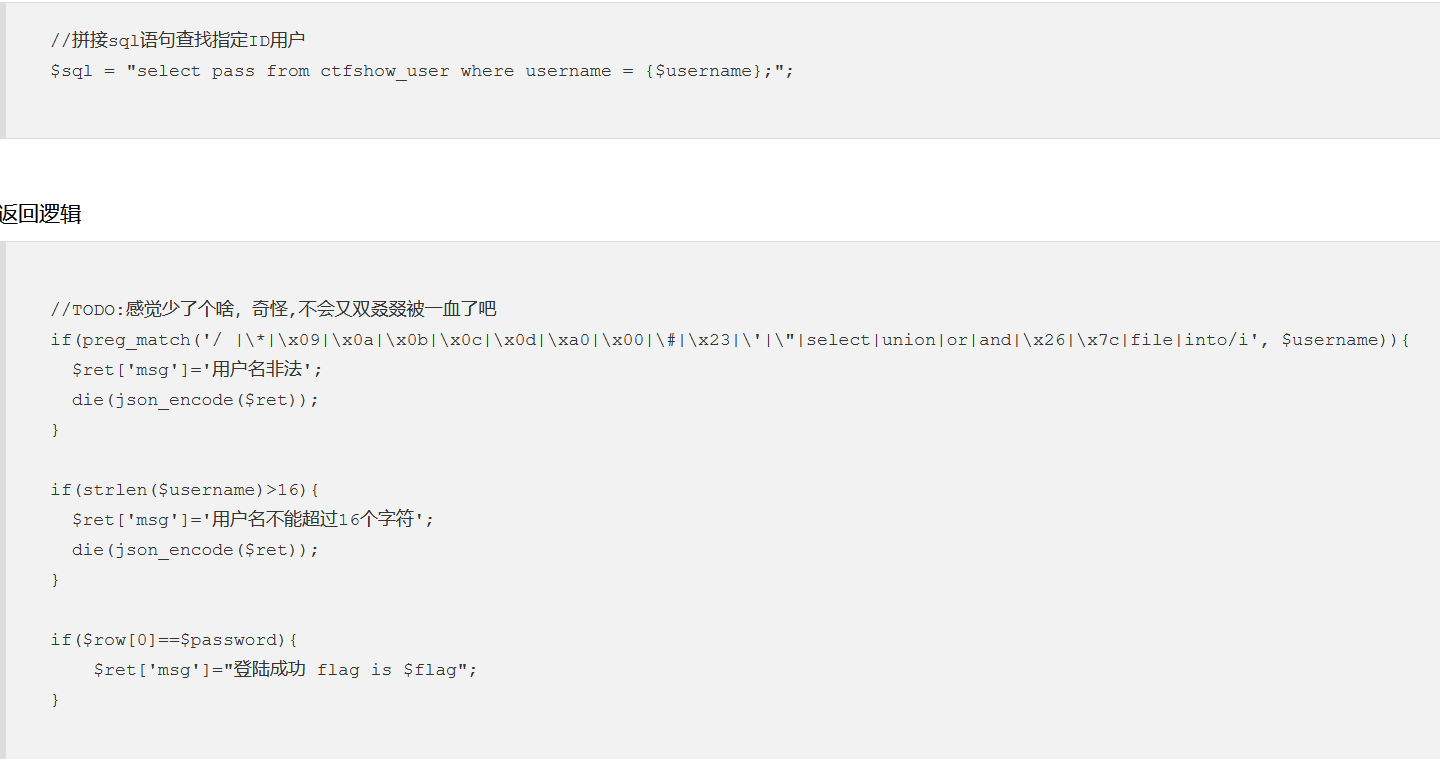 //拼接sql语句查找指定ID用户
$sql = "select pass from ctfshow_user where username = {$username};";
返回逻辑
//TODO:感觉少了个啥，奇怪,不会又双叒叕被一血了吧
if(preg_match('/ |\*|\x09|\x0a|\x0b|\x0c|\x0d|\xa0|\x00|\#|\x23|\'|\"|select|union|or|and|\x26|\x7c|file|into/i', $username)){
$ret['msg']='用户名非法';
die(json_encode($ret));
}
if(strlen($username)>16){
$ret['msg']='用户名不能超过16个字符';
die(json_encode($ret));
}
if($row[0]==$password){
$ret['msg']="登陆成功 flag is $flag";
}